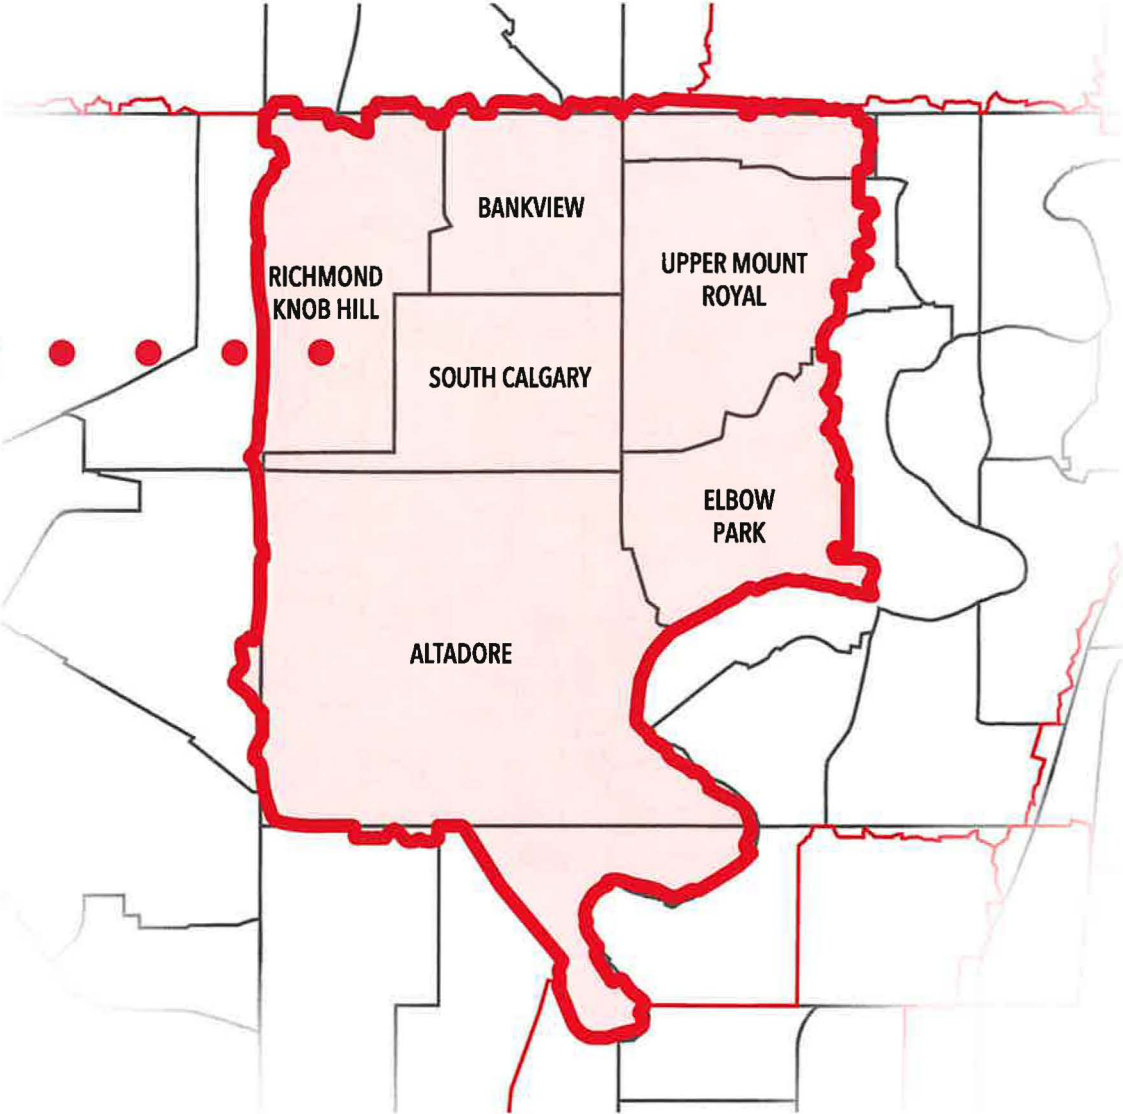 BANKVIEW
UPPER MOUNT
ROYAL
RICHMOND
KNOB HILL
SOUTH CALGARY
ELBOW
PARK
ALTADORE